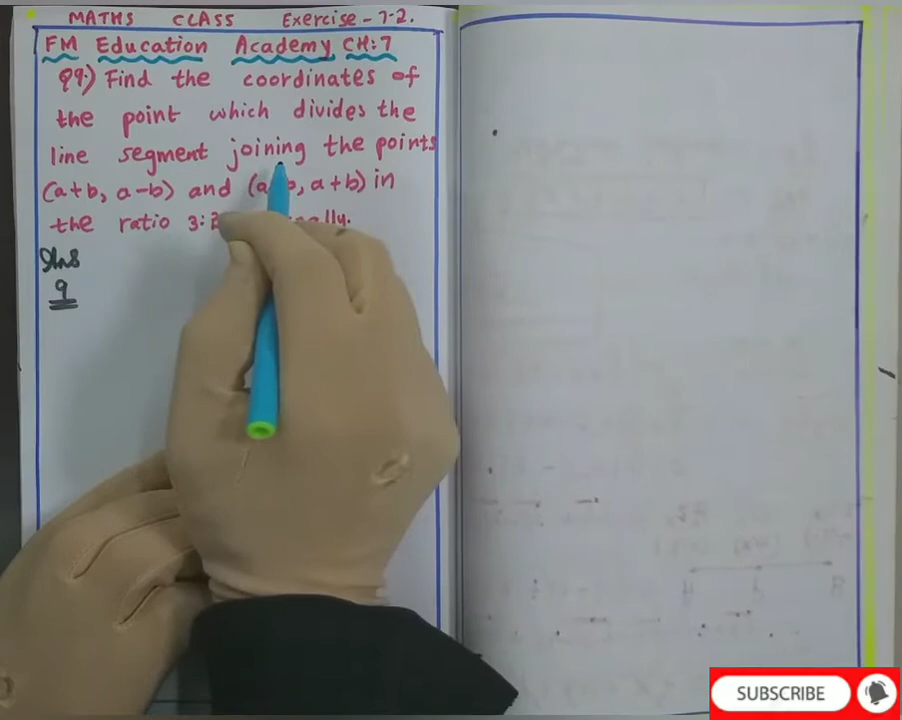 MATHS CLASS Exercise-7.2.
FM Education Academy CH:7
Q9.) Find the coordinates of
the point which divides the
line segment joining the points
(a+b, a-b) and (a , a+b) in
the ratio 3: nally.
Ans
9
SUBSCRIBE